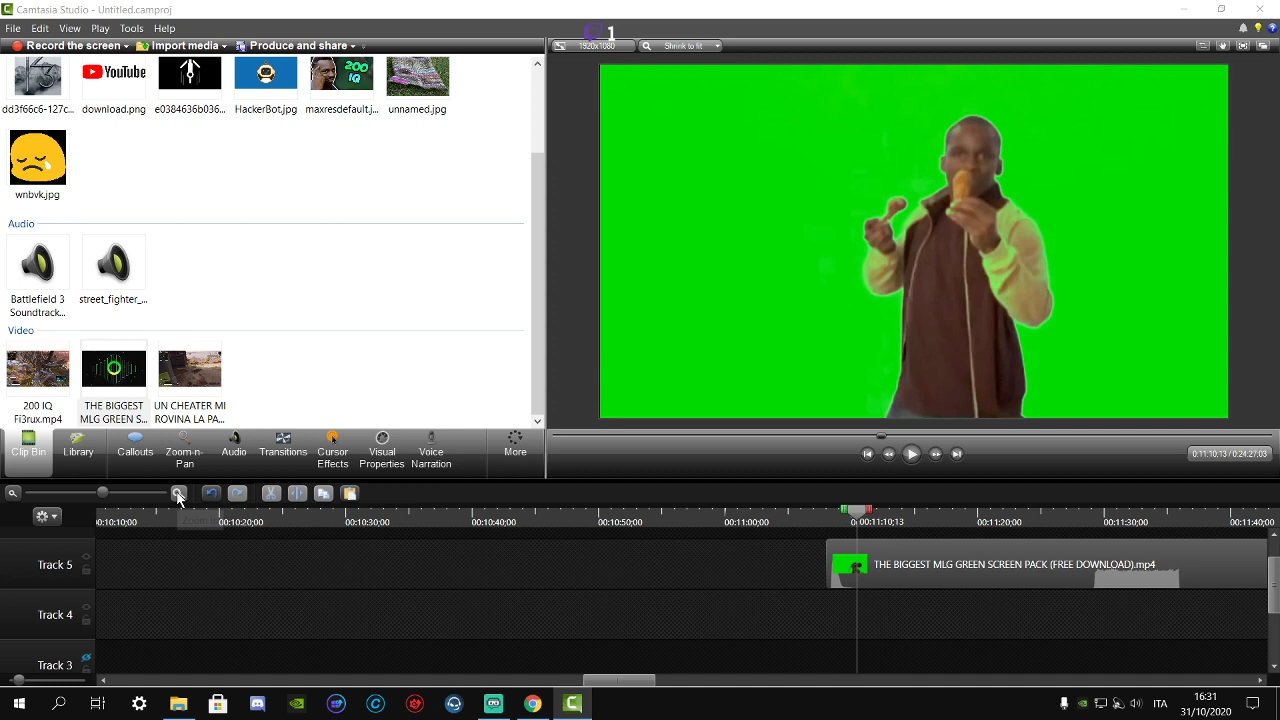 Camtasia Studio - Untitled.camproj
File Edit View Play Tools Help
1
Record the screen Import media Produce and share
1920x1080 Shrink to fit
YouTube
200
IQ
dd3f66c6-127c... download.png e0384636b036... HackerBot.jpg maxresdefault.j... unnamed.jpg
wnbvk.jpg
Audio
Battlefield 3
Soundtrack...
street_fighter_...
Video
200 IQ
Fi3rux.mp4
THE BIGGEST
MLG GREEN S...
UN CHEATER MI
ROVINA LA PA...
Clip Bin Library Callouts Zoom-n-
Pan
Audio Transitions Cursor
Effects
Visual
Properties
Voice
Narration
More
0:11:10;13 / 0:24:27;03
00:10:10;00 00:10:20;00 00:10:30;00 00:10:40;00 00:10:50;00 00:11:00;00 00:11:10;13 00:11:20;00 00:11:30;00 00:11:40;00
Track 5 THE BIGGEST MLG GREEN SCREEN PACK (FREE DOWNLOAD).mp4
Track 4
Track 3
ITA
16:31
31/10/2020